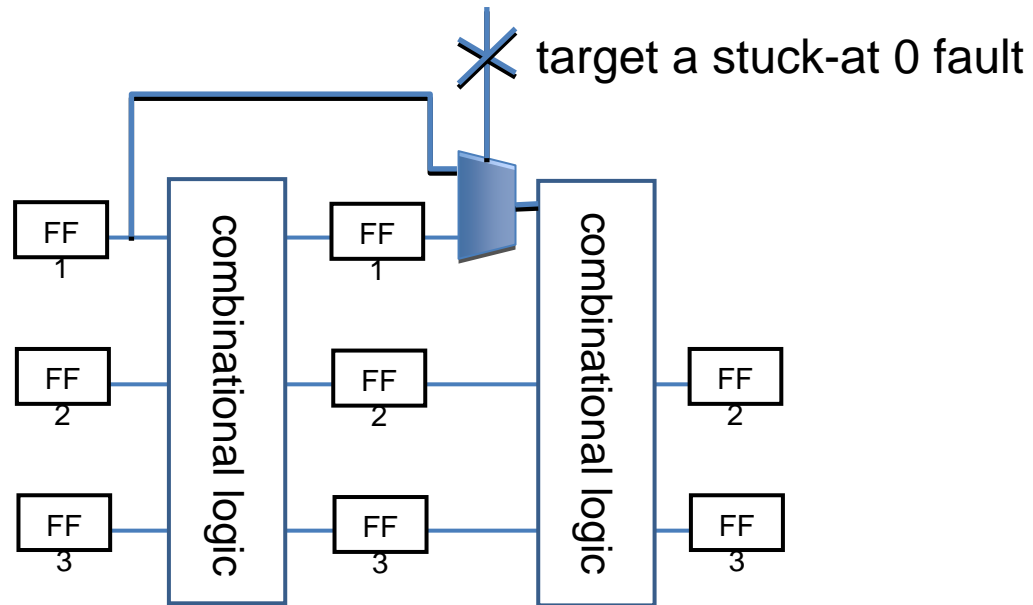 target a stuck-at 0 fault
FF
1
combinational logic
FF
1
combinational logic
FF
2
FF
2
FF
2
FF
3
FF
3
FF
3